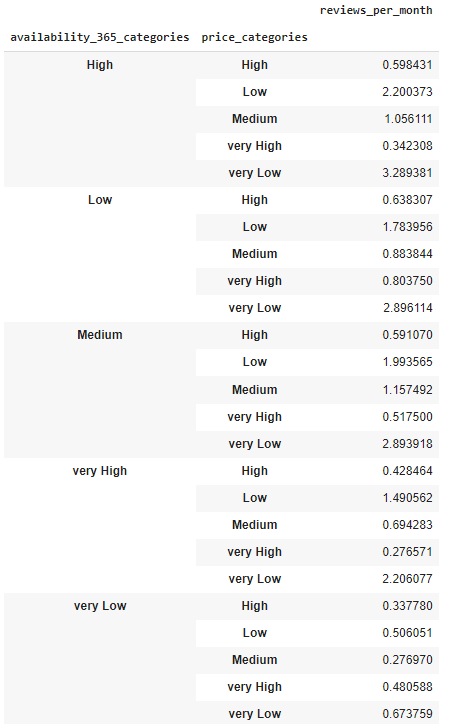 reviews_per_month
availability_365_categories price_categories
High High 0.598431
Low 2.200373
Medium 1.056111
very High 0.342308
very Low 3.289381
Low High 0.638307
Low 1.783956
Medium 0.883844
very High 0.803750
very Low 2.896114
Medium High 0.591070
Low 1.993565
Medium 1.157492
very High 0.517500
very Low 2.893918
very High High 0.428464
Low 1.490562
Medium 0.694283
very High 0.276571
very Low 2.206077
very Low High 0.337780
Low 0.506051
Medium 0.276970
very High 0.480588
very Low 0.673759